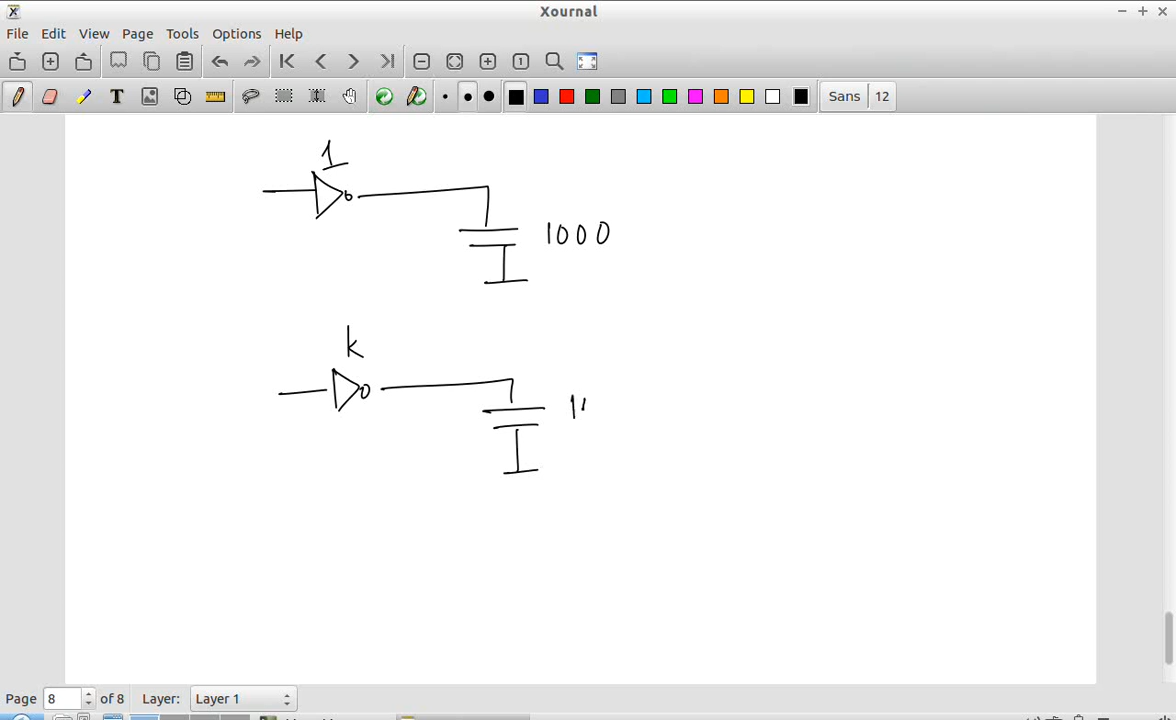 Xournal
File Edit View Page Tools Options Help
Sans 12
1
1000
k
Page 8 of 8 Layer: Layer 1